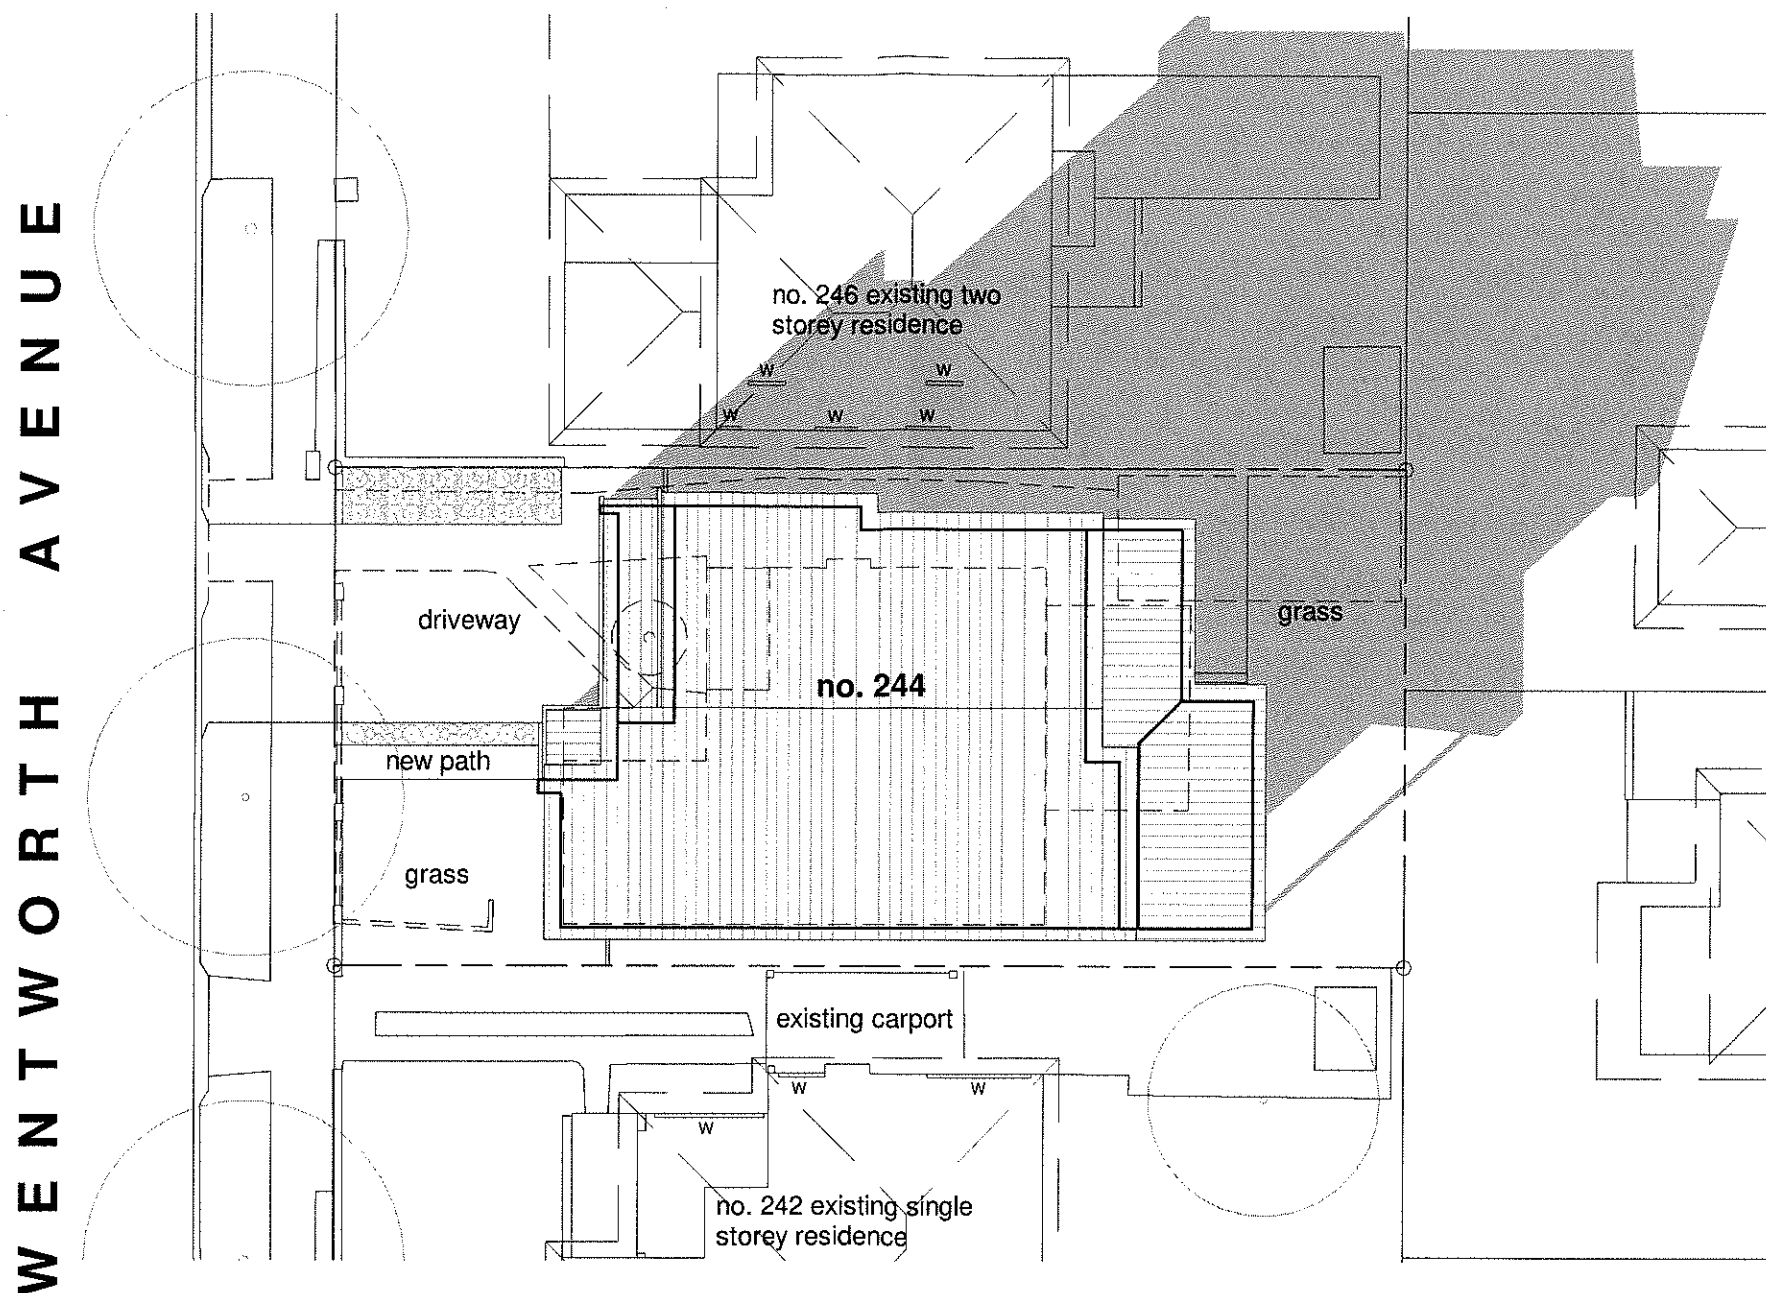 WENTWORTH AVENUE
no. 246 existing two
storey residence
w
w
w
w
w
driveway
grass
no. 244
new path
grass
existing carport
w
w
w
no. 242 existing single
storey residence